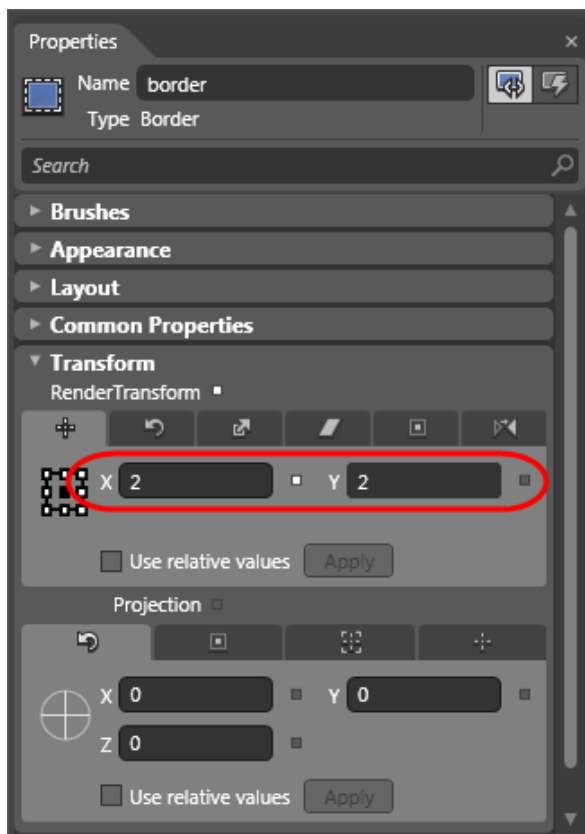 Properties
Name border
Type Border
Search
Brushes
Appearance
Layout
Common Properties
Transform
RenderTransform
X 2 Y 2
Use relative values Apply
Projection
X 0 Y 0
Z 0
Use relative values Apply